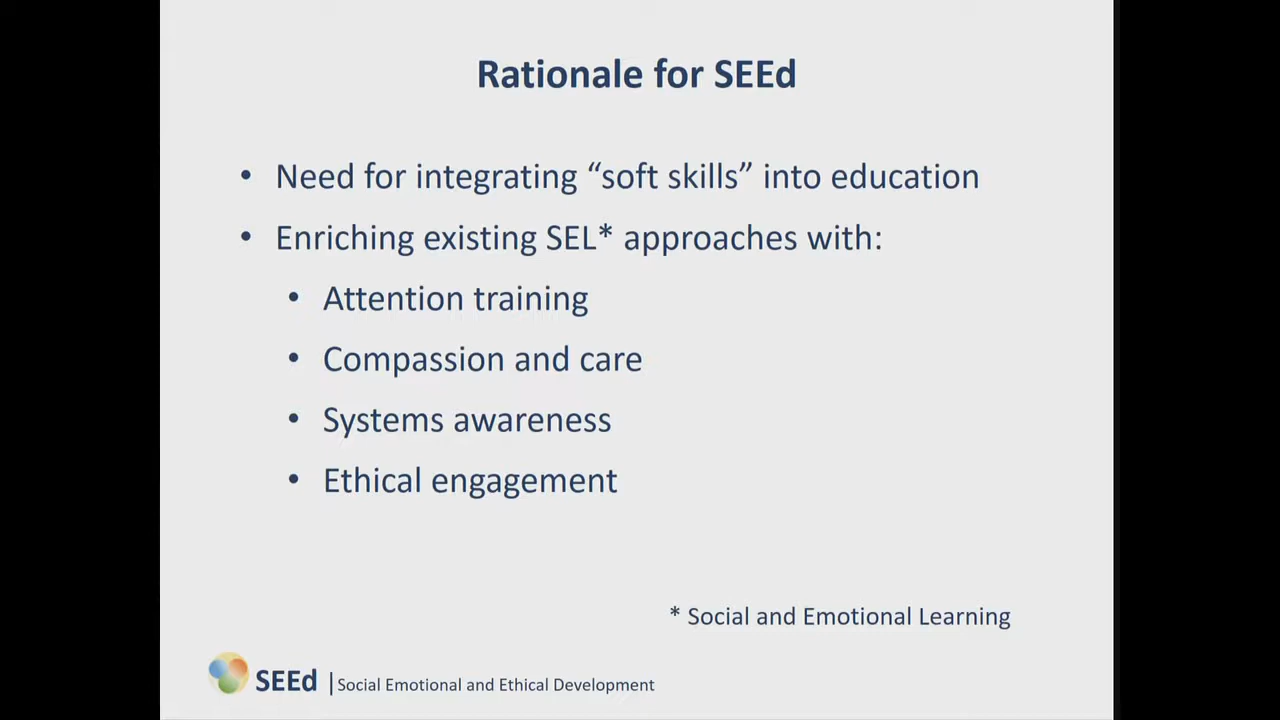 Rationale for SEEd
• Need for integrating “soft skills” into education
• Enriching existing SEL* approaches with:
• Attention training
• Compassion and care
• Systems awareness
• Ethical engagement
* Social and Emotional Learning
SEEd | Social Emotional and Ethical Development